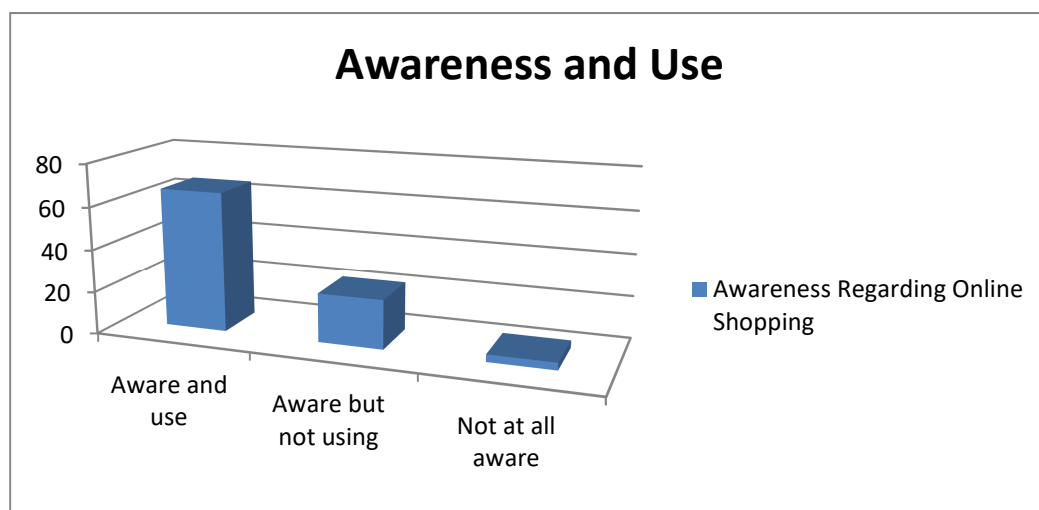 Awareness and Use
80
60
40
20
0
Aware and
use
Aware but
not using
Not at all
aware
Awareness Regarding Online
Shopping